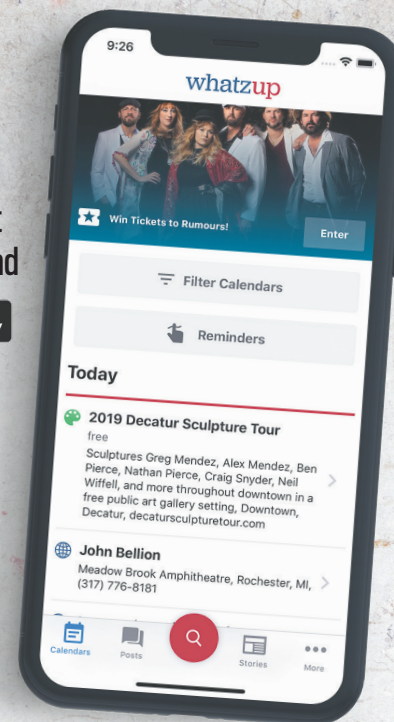 9:26
whatzup
Win Tickets to Rumours!
Enter
Filter Calendars
Reminders
Today
2019 Decatur Sculpture Tour
free
Sculptures Greg Mendez, Alex Mendez, Ben
Pierce, Nathan Pierce, Craig Snyder, Neil
Wiffell, and more throughout downtown in a
free public art gallery setting, Downtown,
Decatur, decatursculpturetour.com
John Bellion
Meadow Brook Amphitheatre, Rochester, MI,
(317) 776-8181
Calendars
Posts
Stories
More